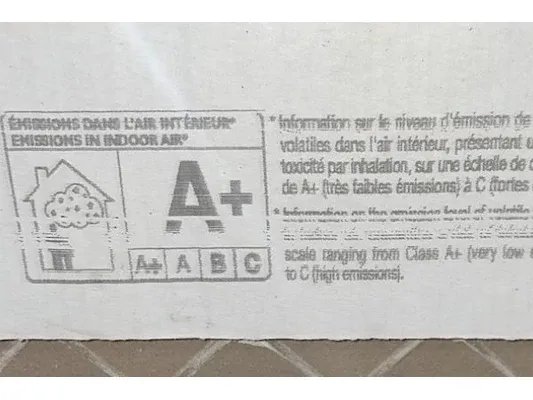 ÉMISSIONS DANS L'AIR INTÉRIEUR*
EMISSIONS IN INDOOR AIR*
A+
A+ A B C
* Information sur le niveau d'émission de
volatiles dans l'air intérieur, présentant
toxicité par inhalation, sur une échelle de
de A+ (très faibles émissions) à C (fortes
* Information on the emission level of volatile
scale ranging from Class A+ (very low
to C (high emissions).